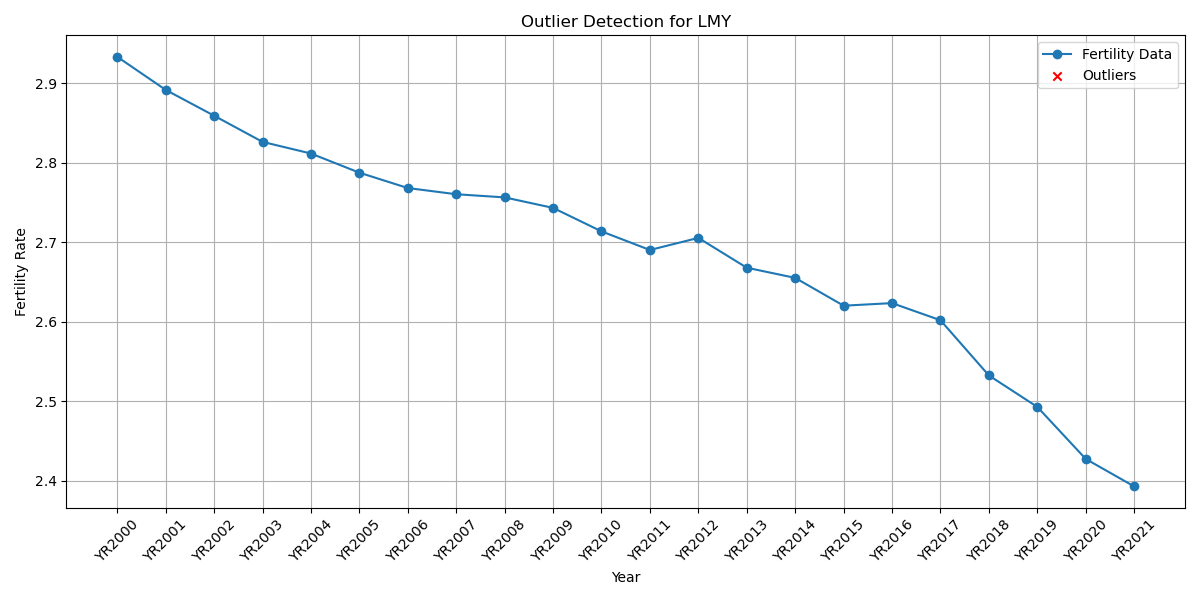 Outlier Detection for LMY
Fertility Data
Outliers
Fertility Rate
2.9
2.8
2.7
2.6
2.5
2.4
YR2000
YR2001
YR2002
YR2003
YR2004
YR2005
YR2006
YR2007
YR2008
YR2009
YR2010
YR2011
YR2012
YR2013
YR2014
YR2015
YR2016
YR2017
YR2018
YR2019
YR2020
YR2021
Year